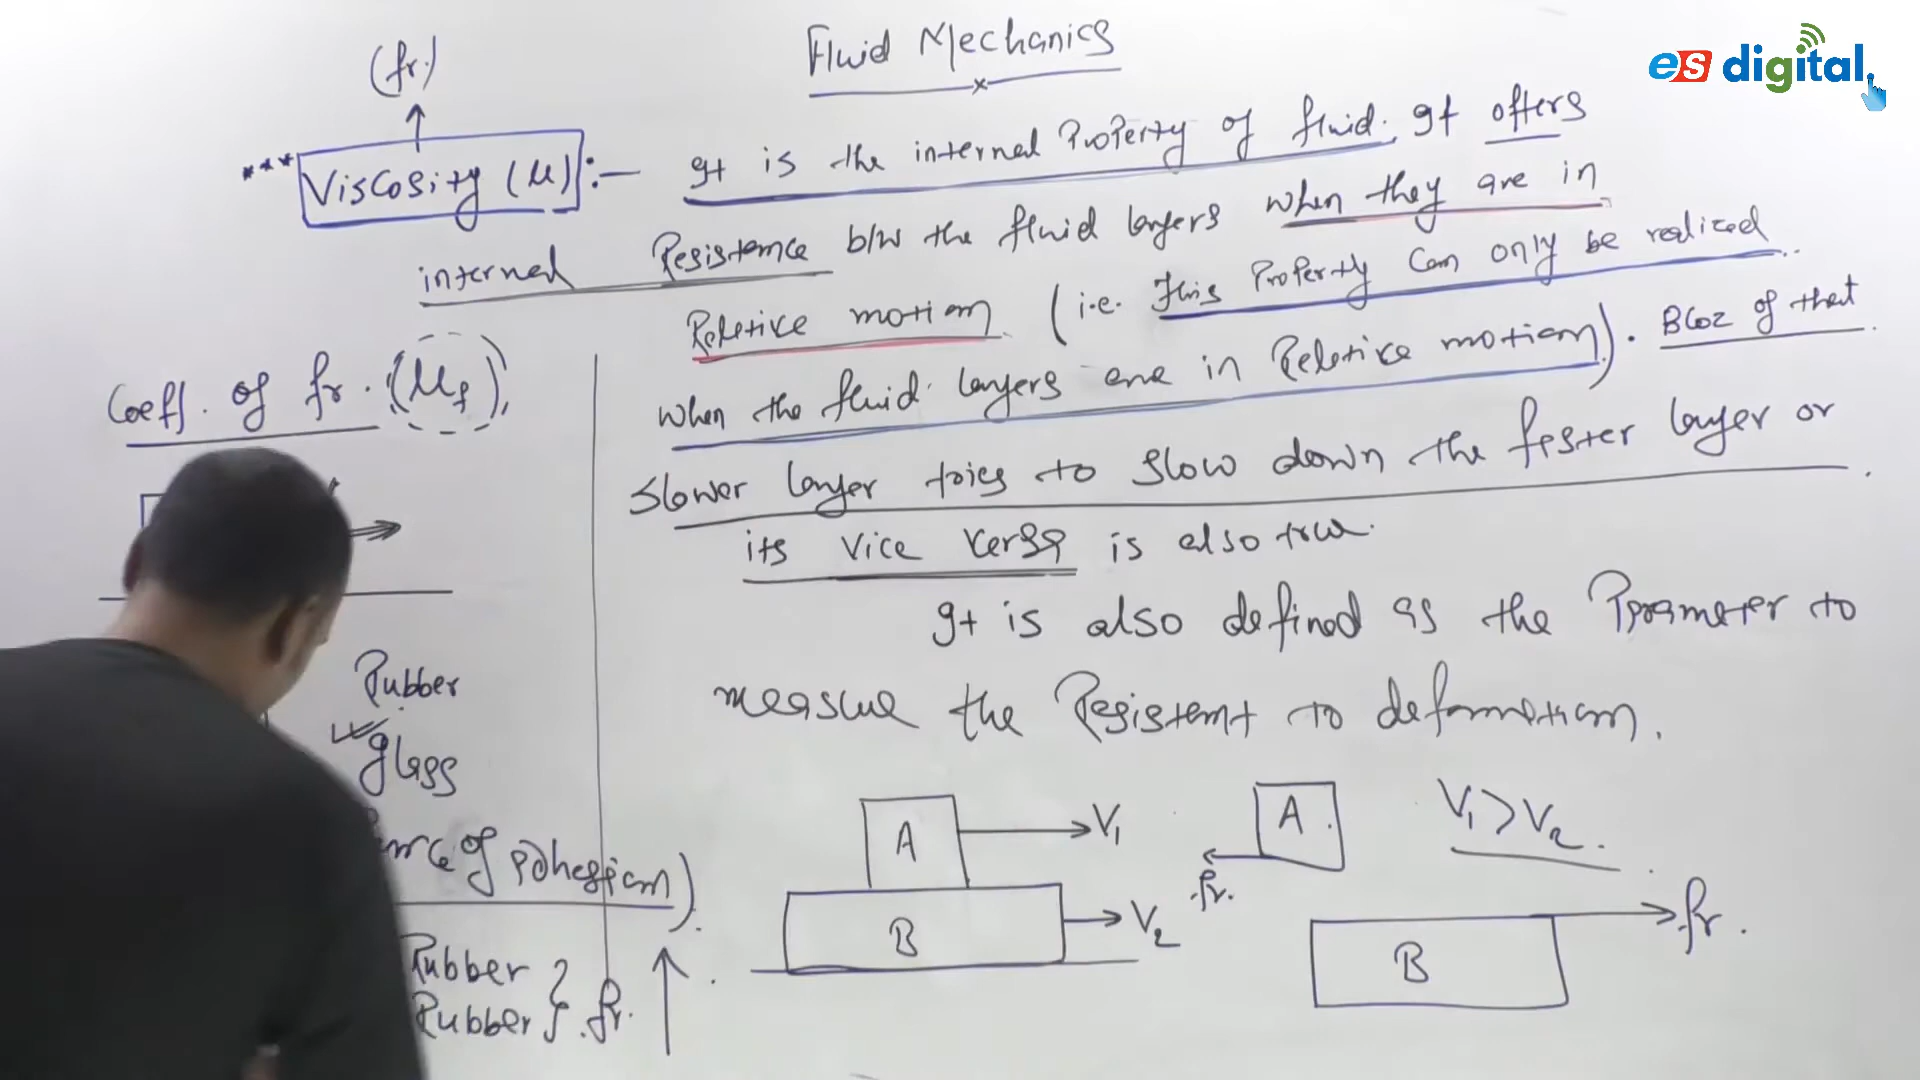 Fluid Mechanics
es digital
(fr.)
*** Viscosity (μ) :- It is the internal Property of fluid. It offers
internal Resistance b/w the fluid layers when they are in
Relative motion (i.e. This Property Can only be realized
when the fluid layers are in Relative motion). Bcoz of that
Slower layer tries to slow down the faster layer or
its vice versa is also true.
It is also defined as the Parameter to
measure the Resistant to deformation.
Coeff. of fr. (μf)
Rubber
glass
of Adhesion)
Rubber
Rubber } fr.
A
V₁
B
V₂
A
fr.
V₁ > V₂
B
fr.